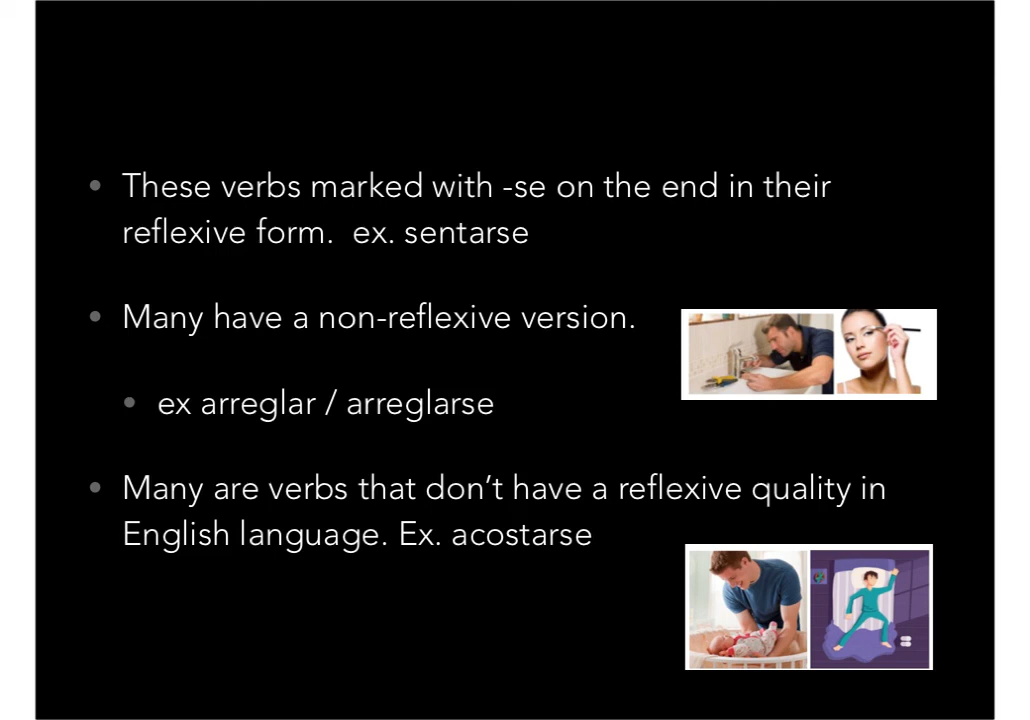 • These verbs marked with -se on the end in their
reflexive form.  ex. sentarse
• Many have a non-reflexive version.
• ex arreglar / arreglarse
• Many are verbs that don’t have a reflexive quality in
English language. Ex. acostarse